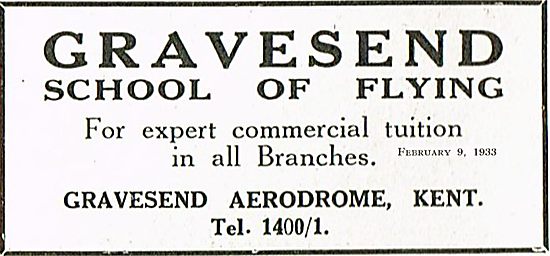 GRAVESEND
SCHOOL OF FLYING
For expert commercial tuition
in all Branches. FEBRUARY 9, 1933
GRAVESEND AERODROME, KENT.
Tel. 1400/1.